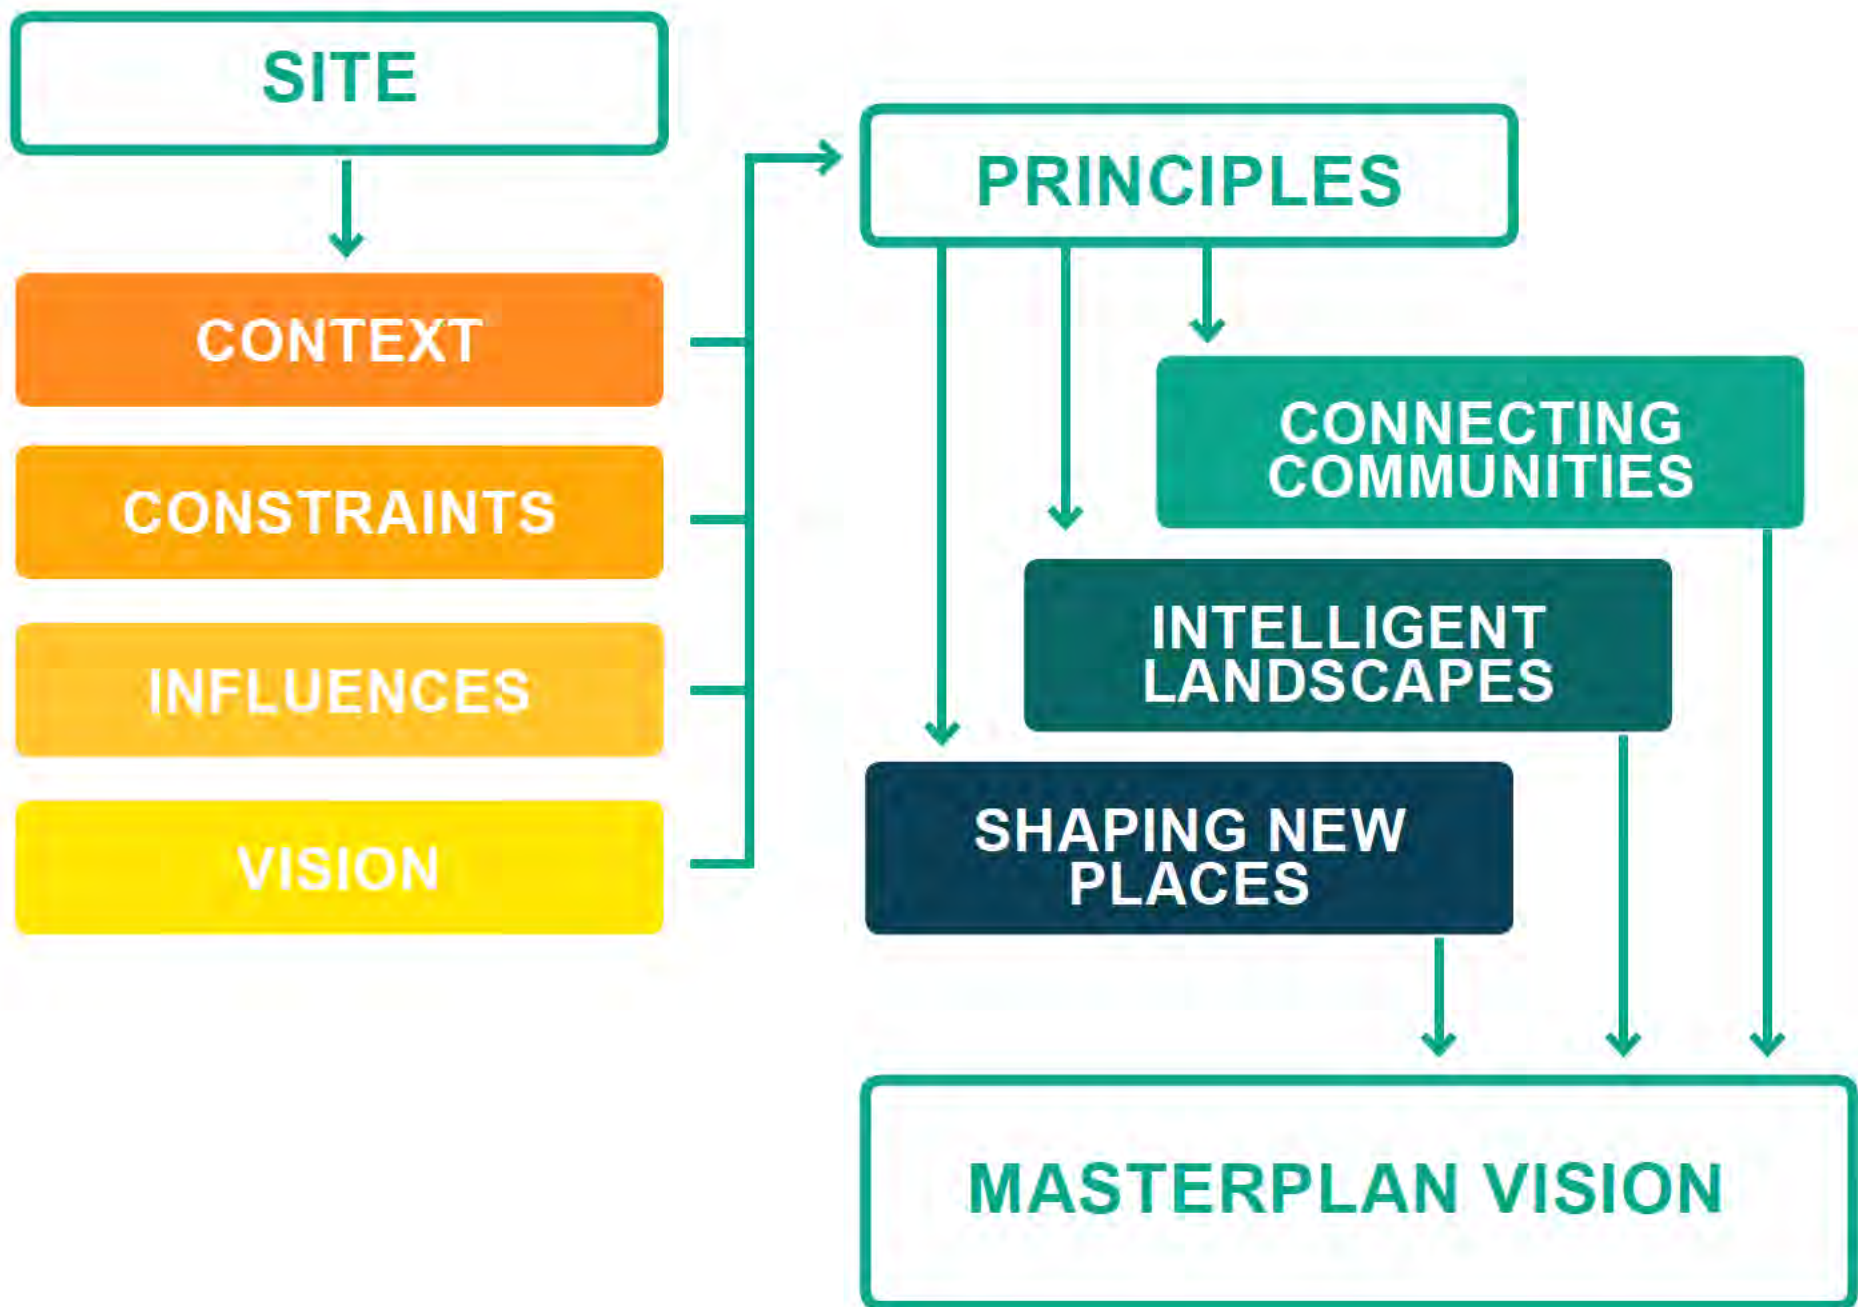 SITE
CONTEXT
CONSTRAINTS
INFLUENCES
VISION
PRINCIPLES
CONNECTING
COMMUNITIES
INTELLIGENT
LANDSCAPES
SHAPING NEW
PLACES
MASTERPLAN VISION